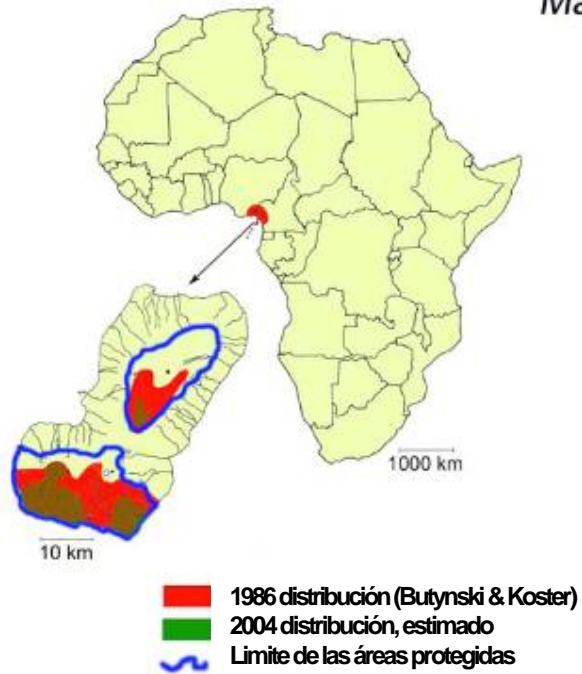 Ma
1000 km
10 km
1986 distribución (Butynski & Koster)
2004 distribución, estimado
Limite de las áreas protegidas